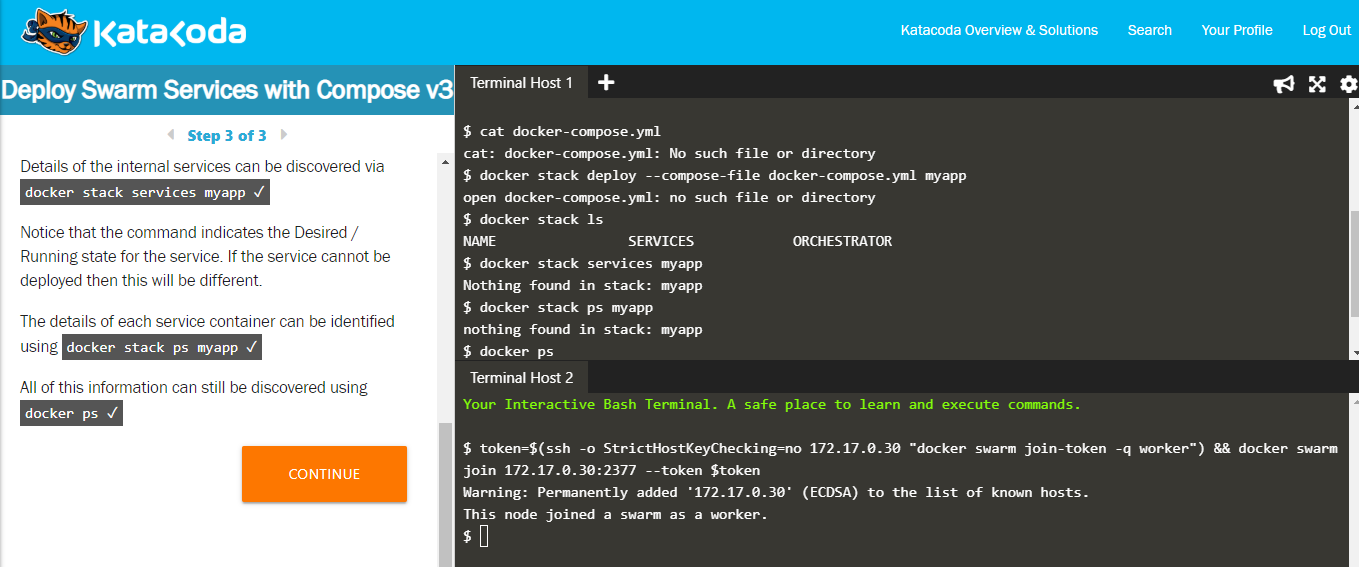 Katacoda
Katacoda Overview & Solutions
Search
Your Profile
Log Out
Deploy Swarm Services with Compose v3
Step 3 of 3
Details of the internal services can be discovered via
docker stack services myapp ✓
Notice that the command indicates the Desired /
Running state for the service. If the service cannot be
deployed then this will be different.
The details of each service container can be identified
using docker stack ps myapp ✓
All of this information can still be discovered using
docker ps ✓
CONTINUE
Terminal Host 1
$ cat docker-compose.yml
cat: docker-compose.yml: No such file or directory
$ docker stack deploy --compose-file docker-compose.yml myapp
open docker-compose.yml: no such file or directory
$ docker stack ls
NAME SERVICES ORCHESTRATOR
$ docker stack services myapp
Nothing found in stack: myapp
$ docker stack ps myapp
nothing found in stack: myapp
$ docker ps
Terminal Host 2
Your Interactive Bash Terminal. A safe place to learn and execute commands.
$ token=$(ssh -o StrictHostKeyChecking=no 172.17.0.30 "docker swarm join-token -q worker") && docker swarm
join 172.17.0.30:2377 --token $token
Warning: Permanently added '172.17.0.30' (ECDSA) to the list of known hosts.
This node joined a swarm as a worker.
$